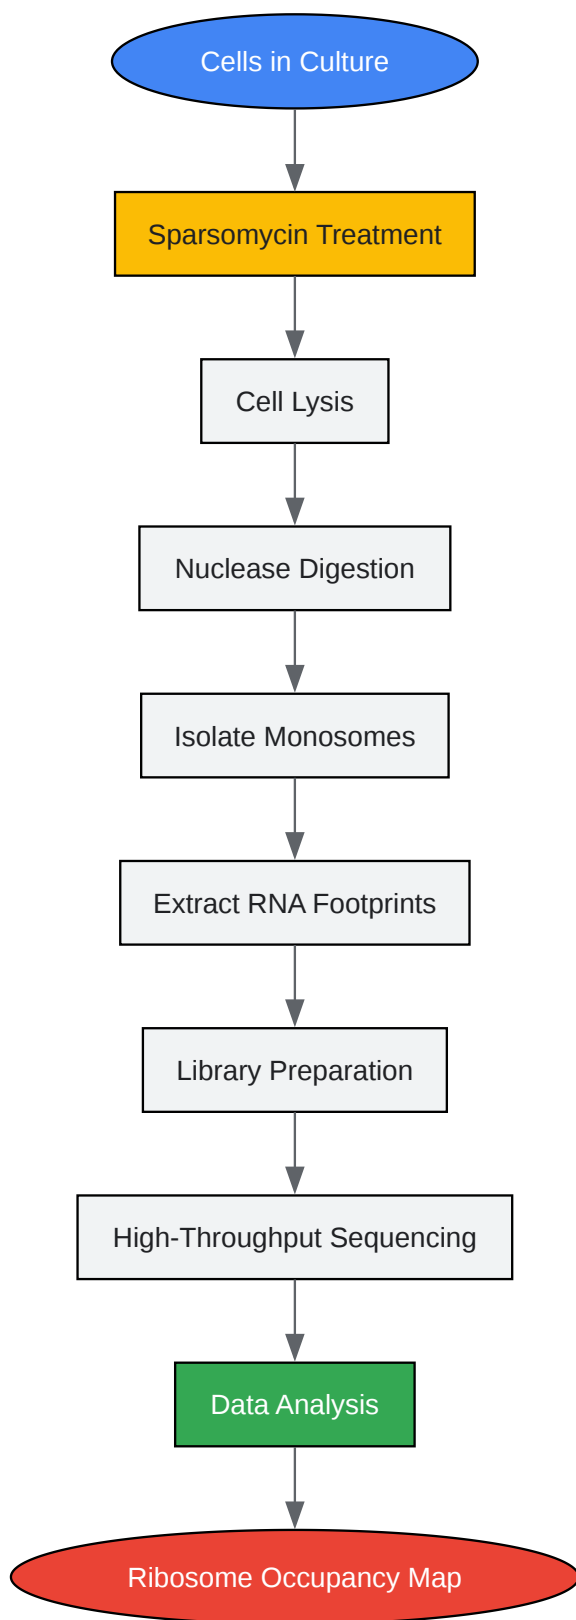 Cells in Culture
Sparsomycin Treatment
Cell Lysis
Nuclease Digestion
Isolate Monosomes
Extract RNA Footprints
Library Preparation
High-Throughput Sequencing
Data Analysis
Ribosome Occupancy Map